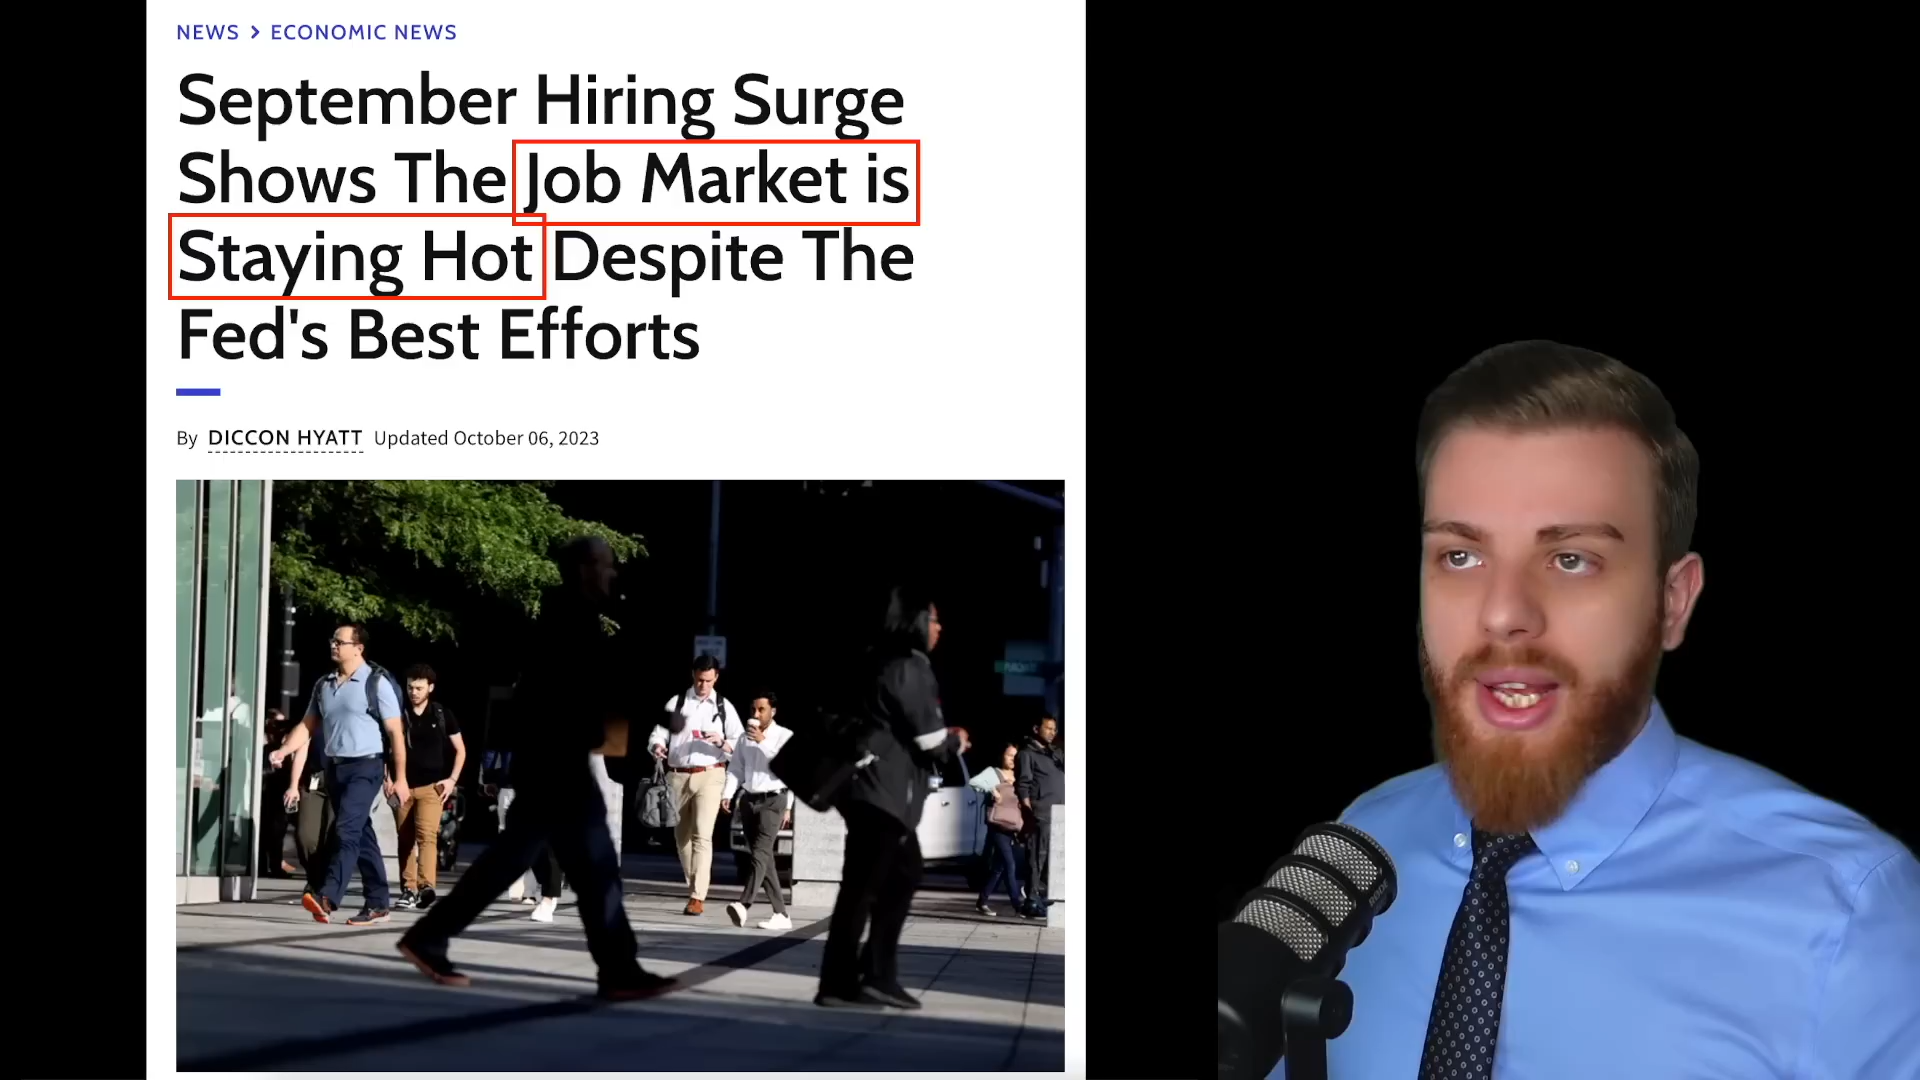 NEWS > ECONOMIC NEWS
September Hiring Surge
Shows The Job Market is
Staying Hot Despite The
Fed's Best Efforts
By DICCON HYATT Updated October 06, 2023
RODE